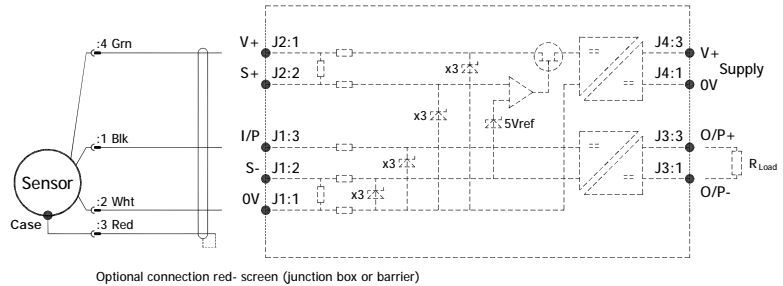 :4 Grn
:1 Blk
Sensor
:2 Wht
Case
:3 Red
V+ J2:1
S+ J2:2
I/P J1:3
S- J1:2
0V J1:1
x3
x3
x3
x3
5Vref
J4:3 V+
Supply
J4:1 0V
J3:3 O/P+
RLoad
J3:1 O/P-
Optional connection red- screen (junction box or barrier)